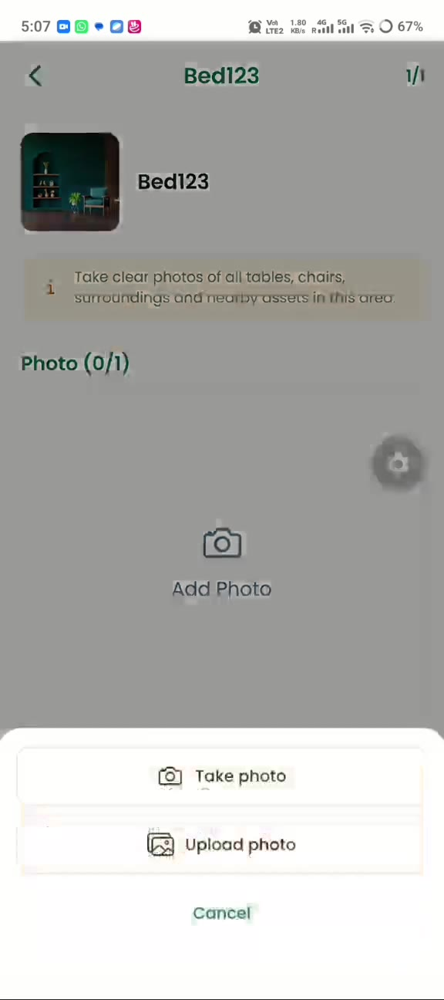 5:07
Vo)) 1.80 4G 5G
LTE2 KB/s R 67%
Bed123 1/1
Bed123
i Take clear photos of all tables, chairs,
surroundings and nearby assets in this area.
Photo (0/1)
Add Photo
Take photo
Upload photo
Cancel